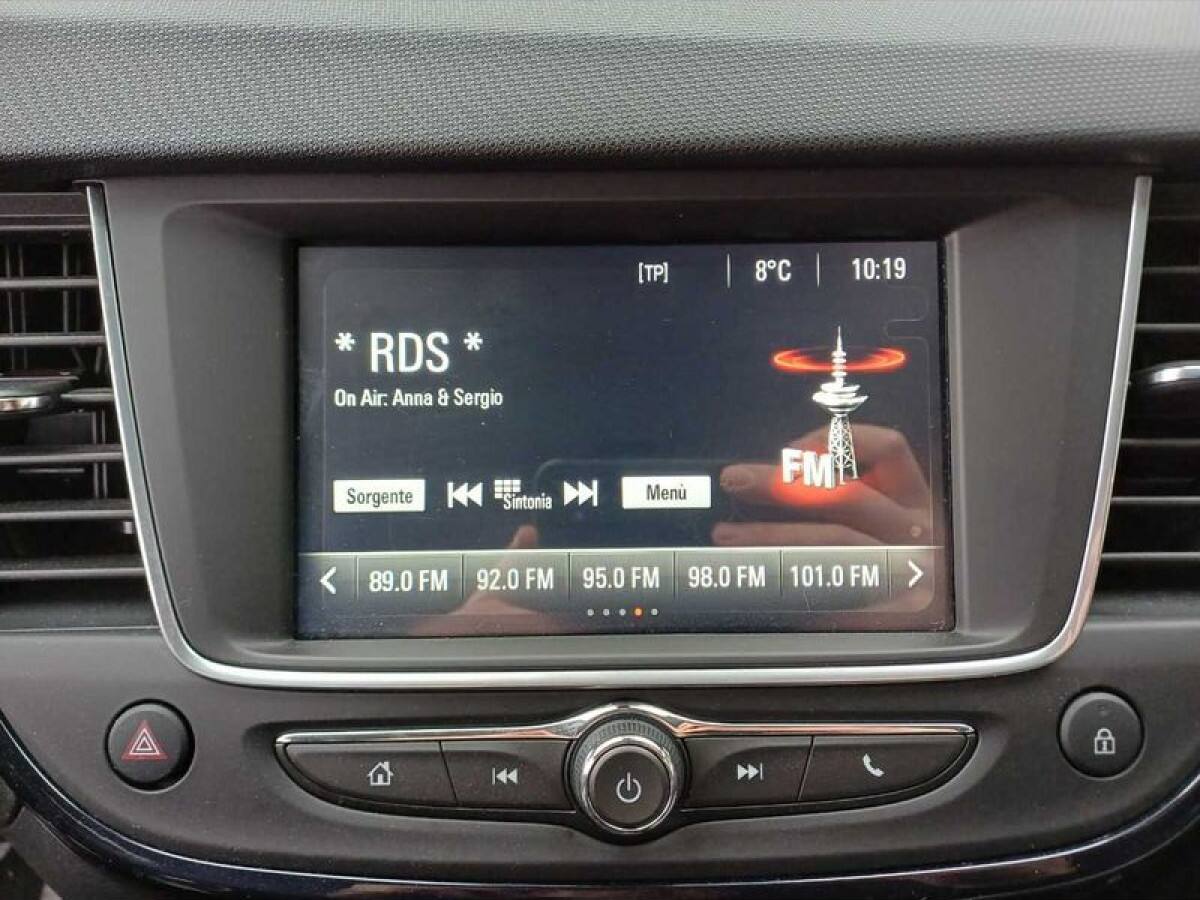 [TP] 8°C 10:19
* RDS *
On Air: Anna & Sergio
FM
Sorgente Sintonia Menù
89.0 FM 92.0 FM 95.0 FM 98.0 FM 101.0 FM